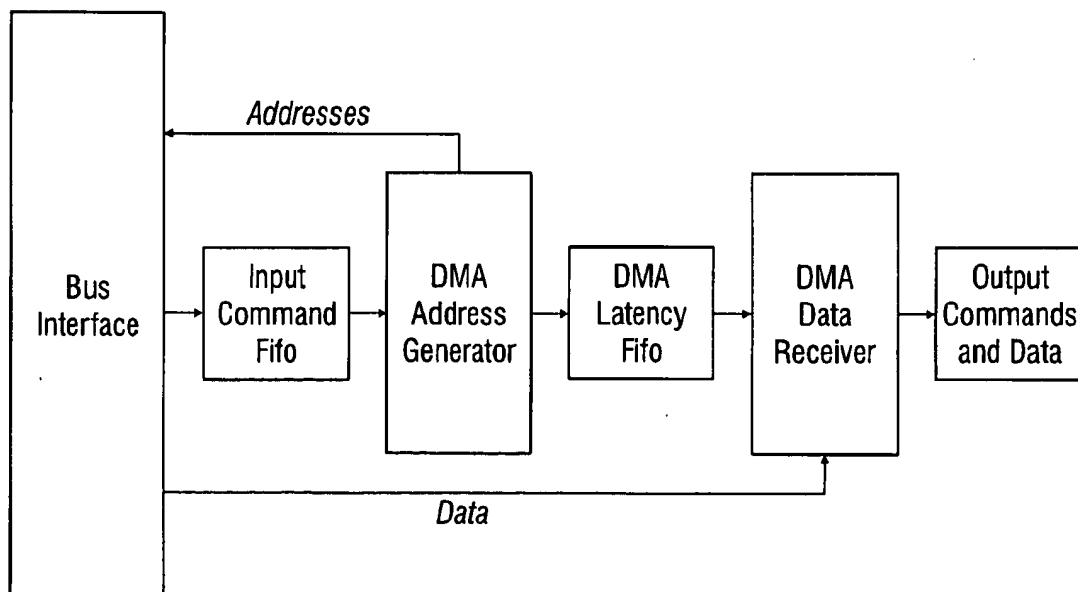 Addresses
Bus
Interface
Input
Command
Fifo
DMA
Address
Generator
DMA
Latency
Fifo
DMA
Data
Receiver
Output
Commands
and Data
Data